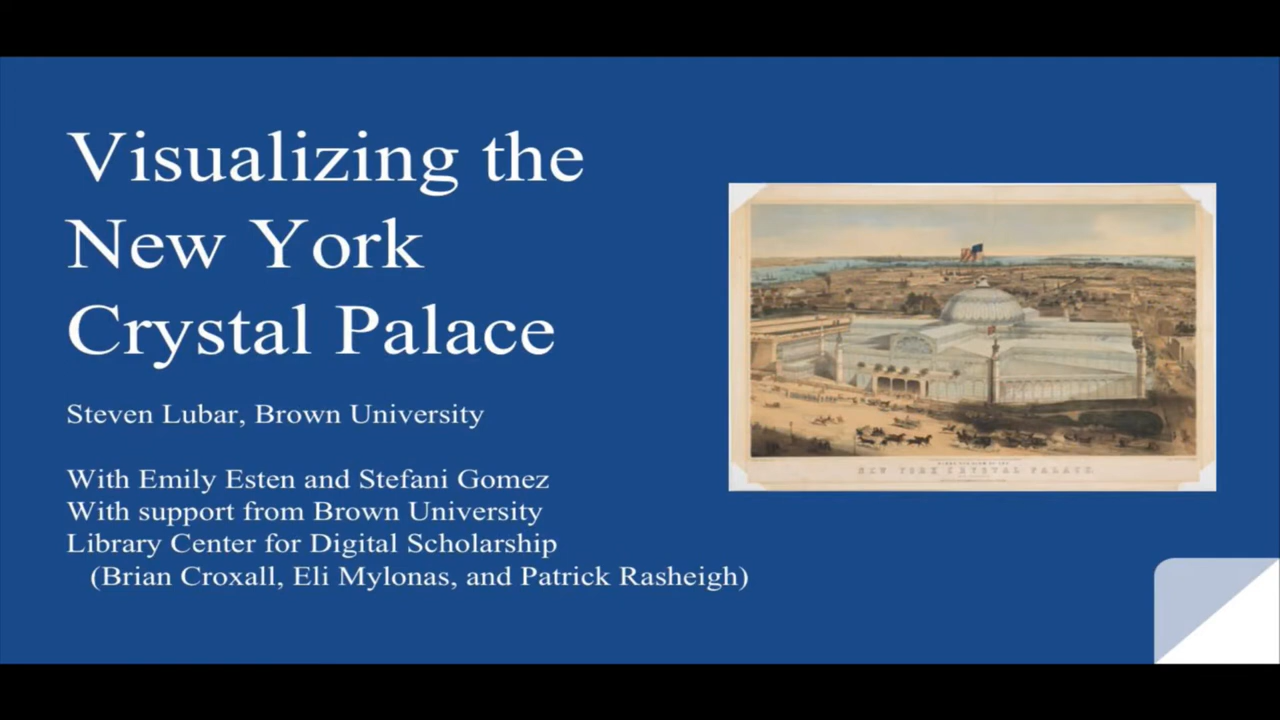 Visualizing the
New York
Crystal Palace
Steven Lubar, Brown University
With Emily Esten and Stefani Gomez
With support from Brown University
Library Center for Digital Scholarship
(Brian Croxall, Eli Mylonas, and Patrick Rasheigh)
NEW YORK CRYSTAL PALACE.